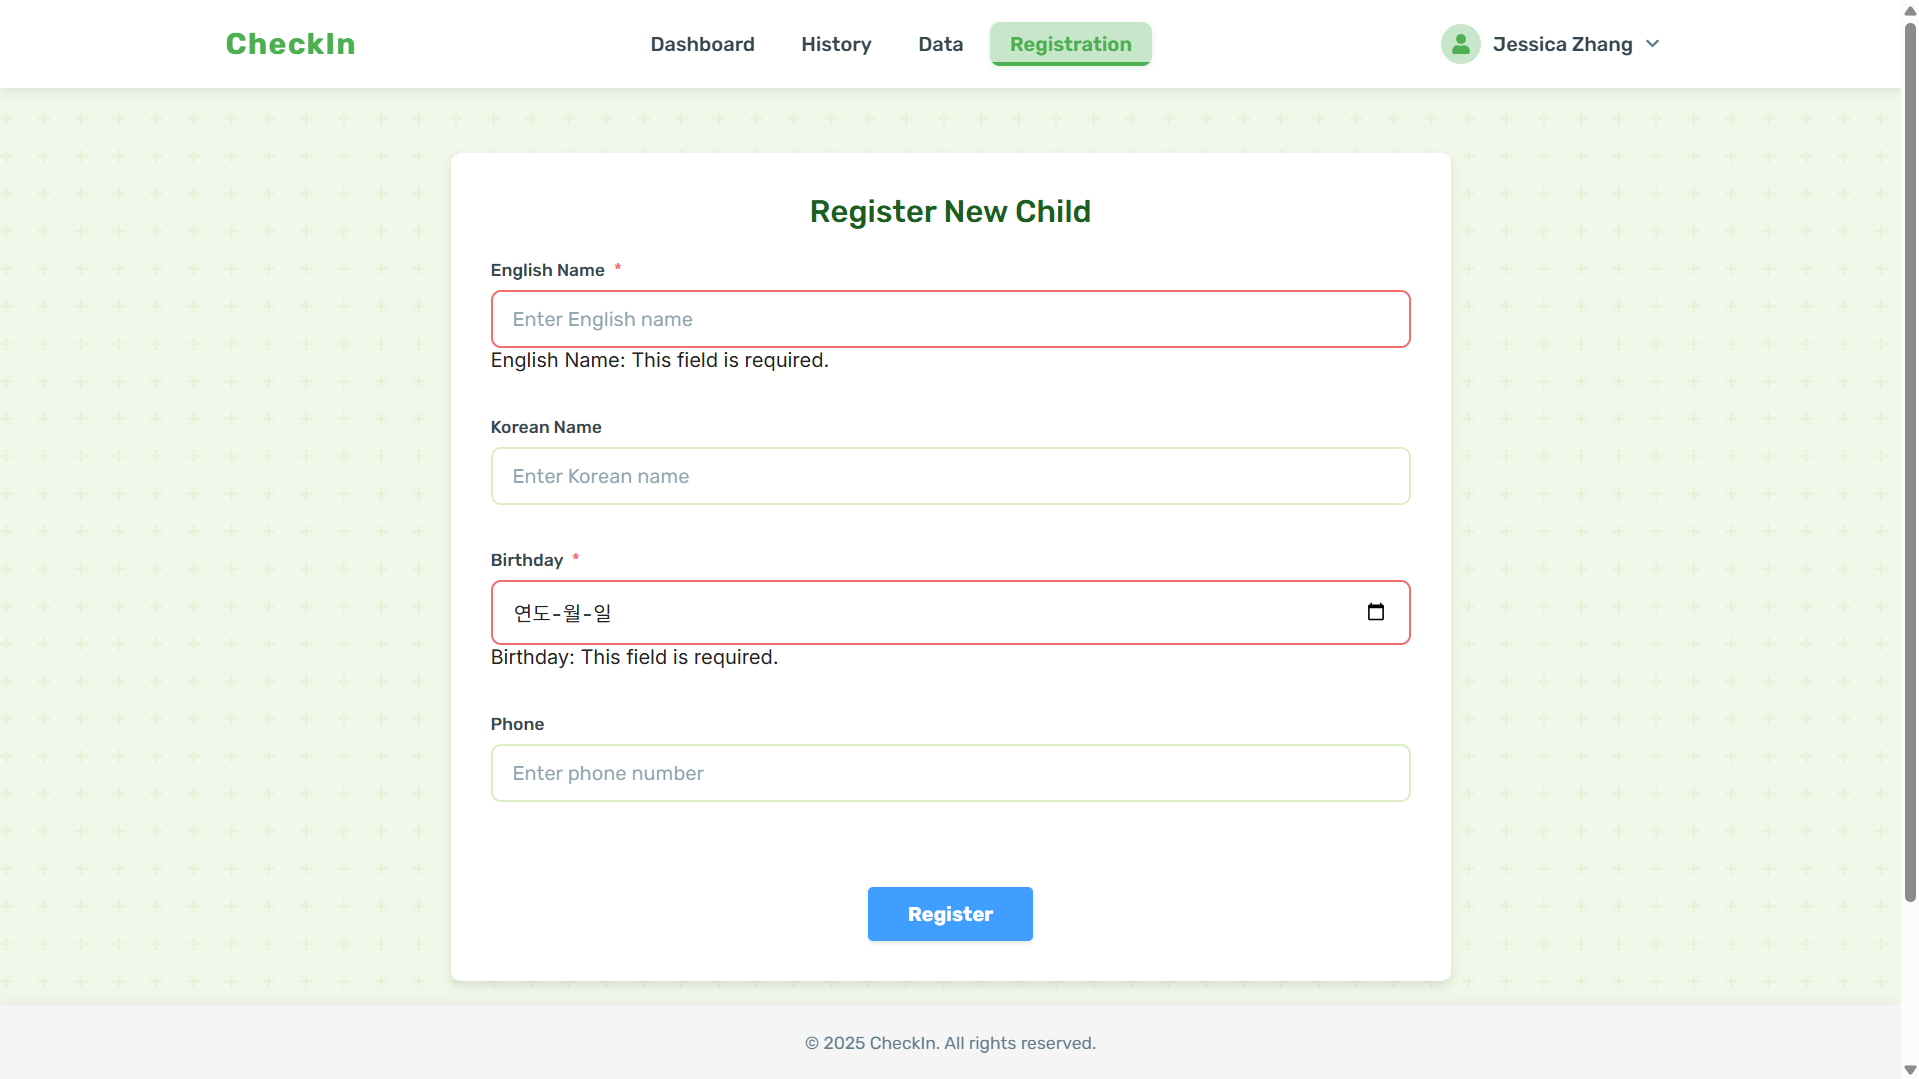 CheckIn
Dashboard
History
Data
Registration
Jessica Zhang
Register New Child
English Name *
Enter English name
English Name: This field is required.
Korean Name
Enter Korean name
Birthday *
연도-월-일
Birthday: This field is required.
Phone
Enter phone number
Register
© 2025 CheckIn. All rights reserved.